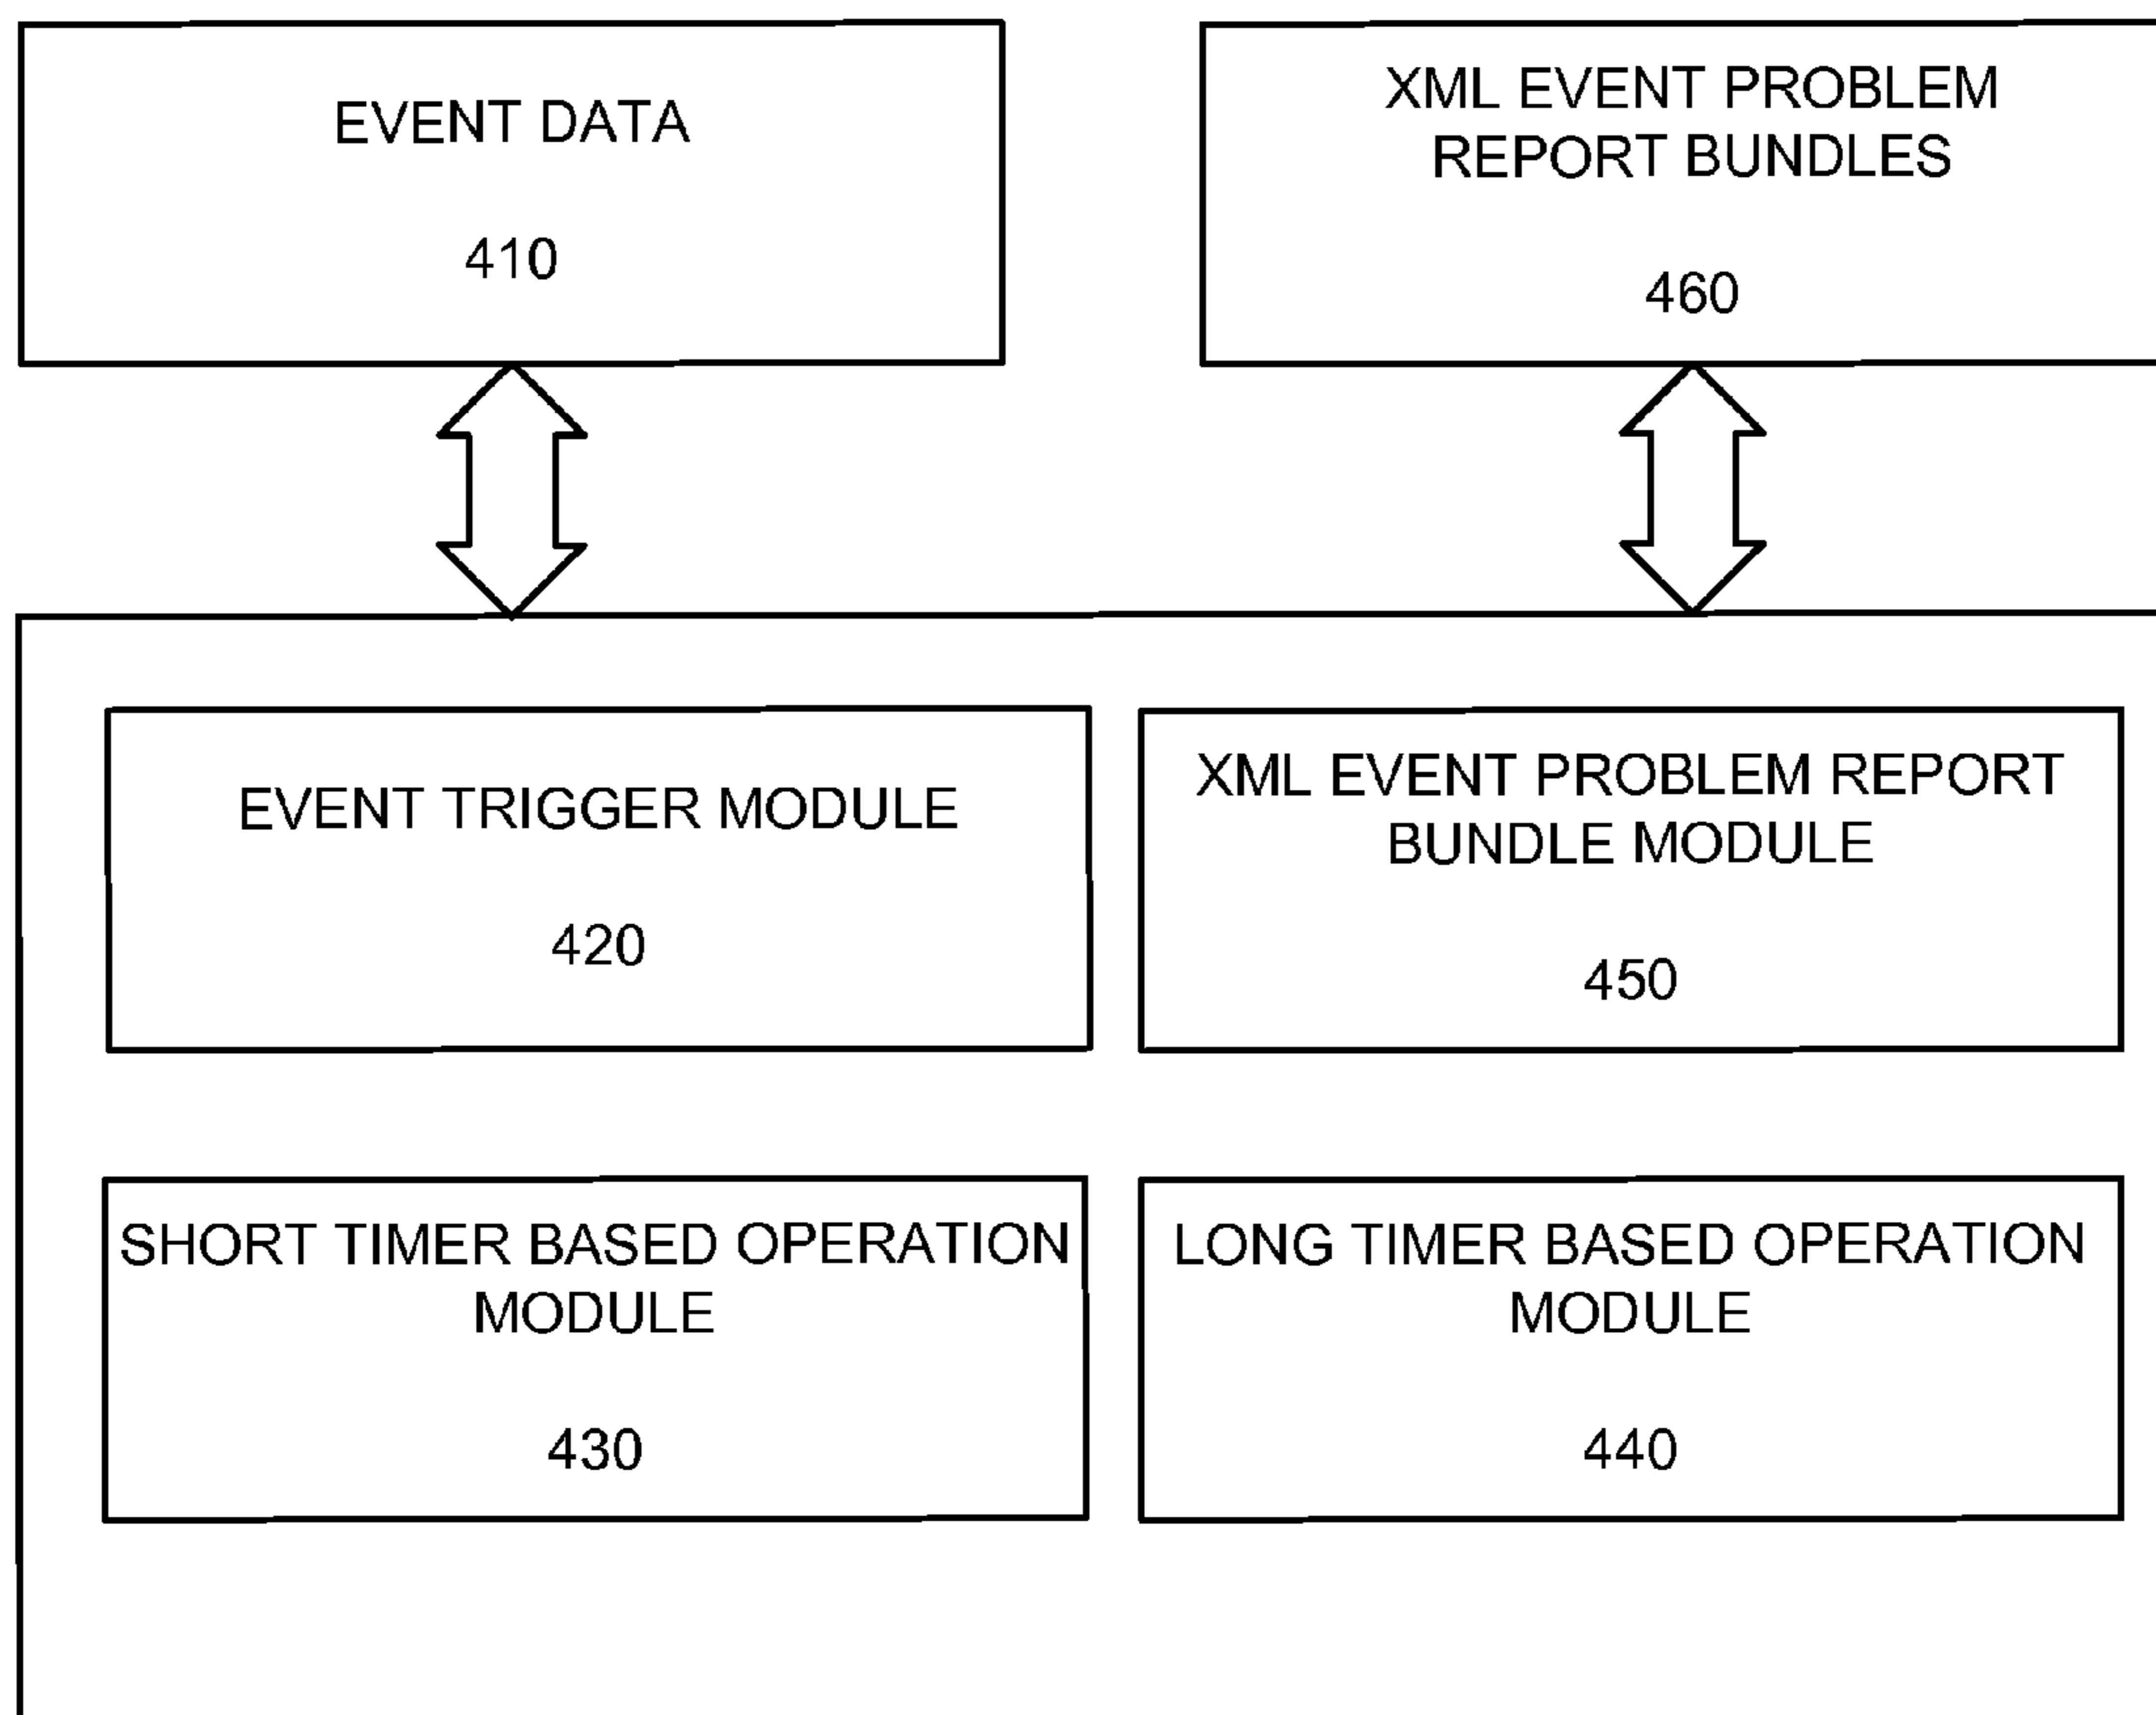 EVENT DATA
410
XML EVENT PROBLEM
REPORT BUNDLES
460
EVENT TRIGGER MODULE
420
XML EVENT PROBLEM REPORT
BUNDLE MODULE
450
SHORT TIMER BASED OPERATION
MODULE
430
LONG TIMER BASED OPERATION
MODULE
440